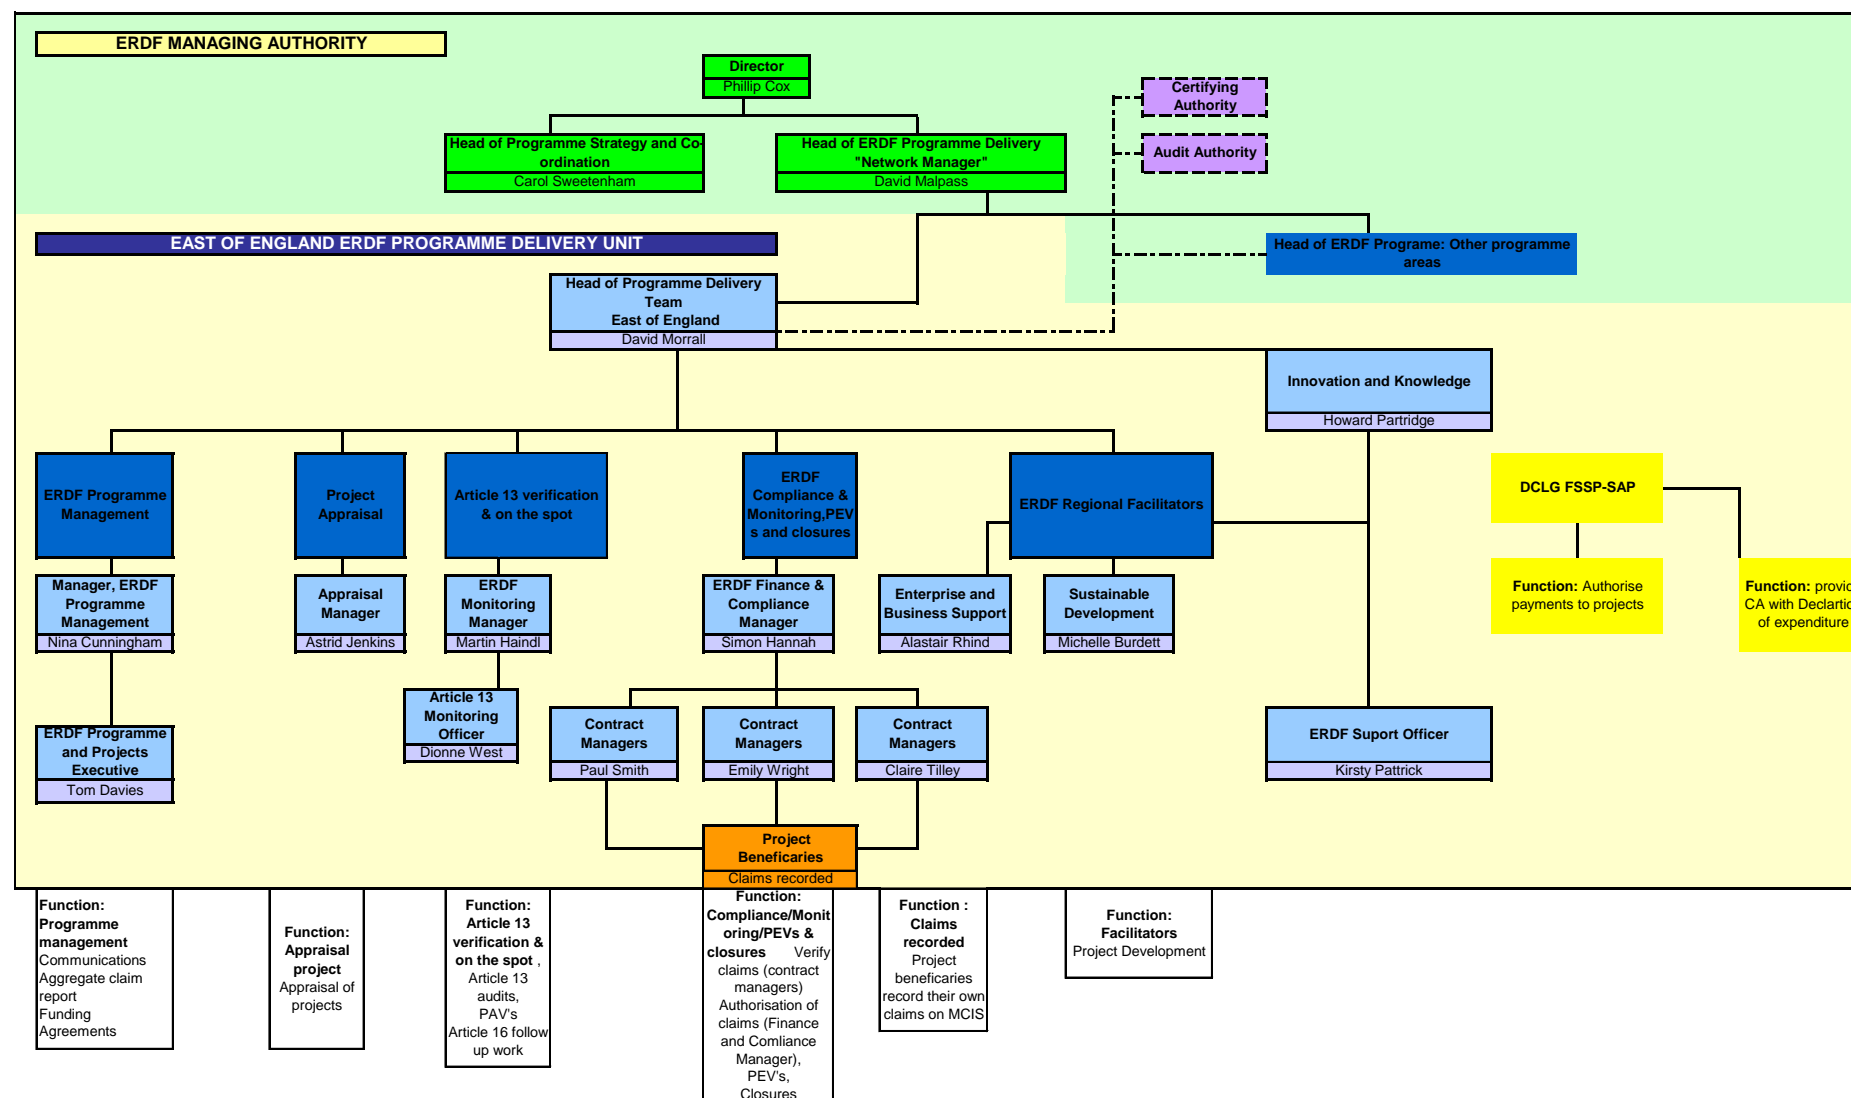 ERDF MANAGING AUTHORITY
Director
Phillip Cox
Certifying
Authority
Head of Programme Strategy and Co-
ordination
Carol Sweetenham
Head of ERDF Programme Delivery
"Network Manager"
David Malpass
Audit Authority
EAST OF ENGLAND ERDF PROGRAMME DELIVERY UNIT
Head of ERDF Programe: Other programme
areas
Head of Programme Delivery
Team
East of England
David Morrall
Innovation and Knowledge
Howard Partridge
ERDF Programme
Management
Project
Appraisal
Article 13 verification
& on the spot
ERDF
Compliance &
Monitoring,PEV
s and closures
ERDF Regional Facilitators
DCLG FSSP-SAP
Manager, ERDF
Programme
Management
Nina Cunningham
Appraisal
Manager
Astrid Jenkins
ERDF
Monitoring
Manager
Martin Haindl
ERDF Finance &
Compliance
Manager
Simon Hannah
Enterprise and
Business Support
Alastair Rhind
Sustainable
Development
Michelle Burdett
Function: Authorise
payments to projects
Function: provid
CA with Declartio
of expenditure
Article 13
Monitoring
Officer
Dionne West
ERDF Programme
and Projects
Executive
Tom Davies
Contract
Managers
Paul Smith
Contract
Managers
Emily Wright
Contract
Managers
Claire Tilley
ERDF Suport Officer
Kirsty Pattrick
Project
Beneficaries
Claims recorded
Function:
Programme
management
Communications
Aggregate claim
report
Funding
Agreements
Function:
Appraisal
project
Appraisal of
projects
Function:
Article 13
verification &
on the spot ,
Article 13
audits,
PAV's
Article 16 follow
up work
Function:
Compliance/Monit
oring/PEVs &
closures Verify
claims (contract
managers)
Authorisation of
claims (Finance
and Comliance
Manager),
PEV's,
Closures
Function :
Claims
recorded
Project
beneficaries
record their own
claims on MCIS
Function:
Facilitators
Project Development